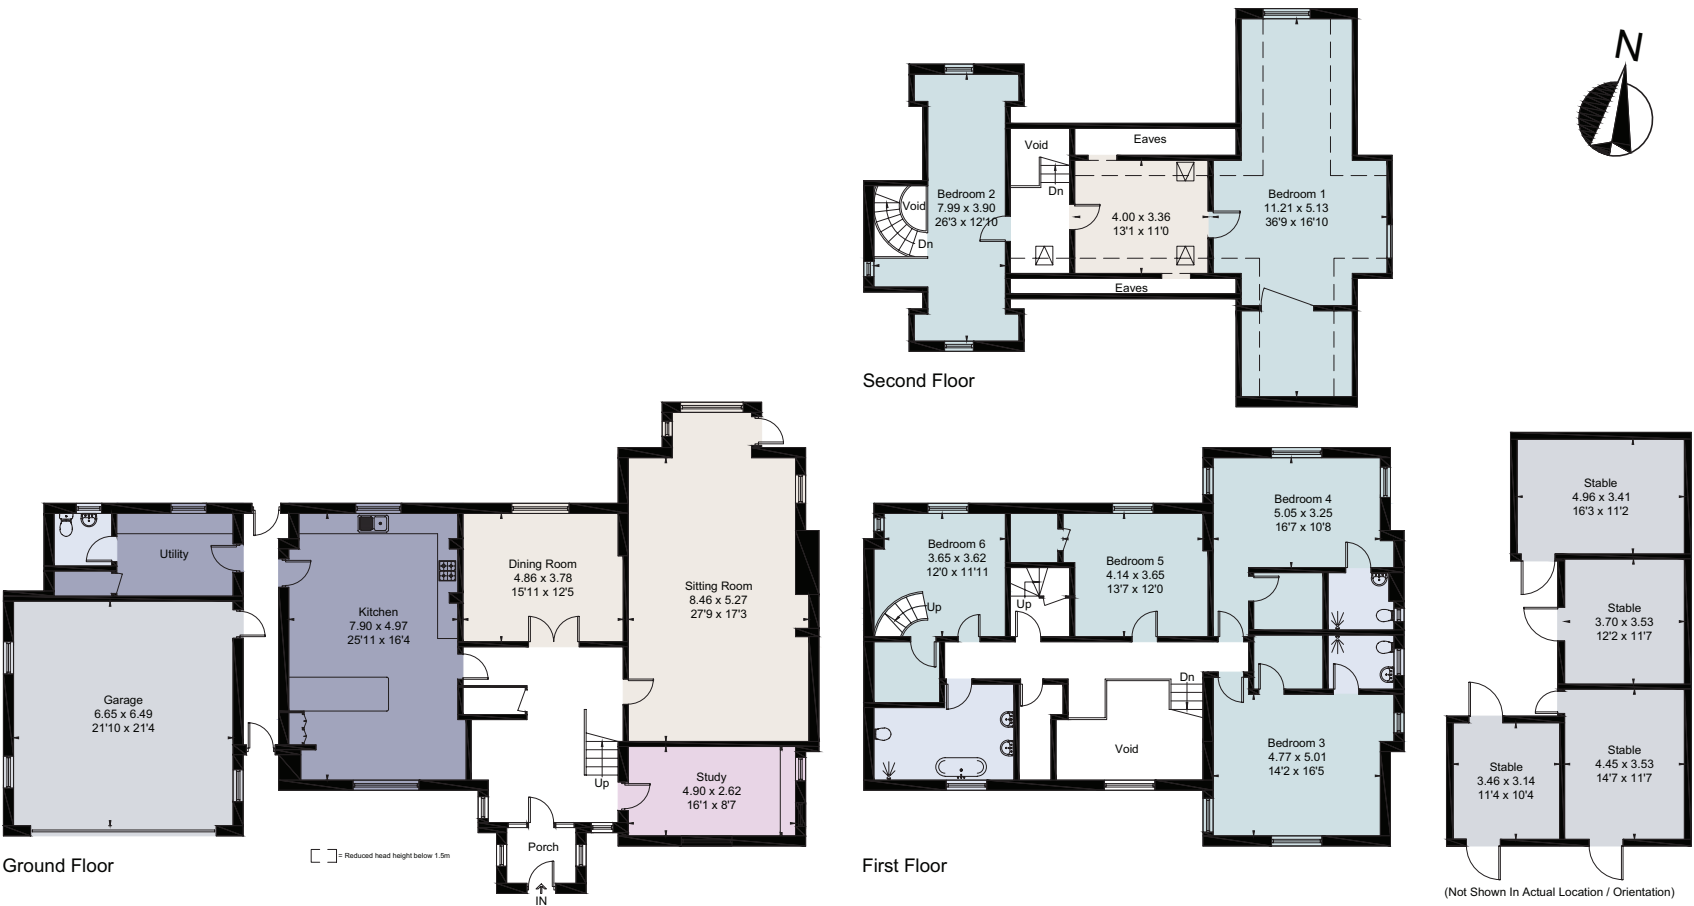 N
Void
Eaves
Bedroom 2
7.99 x 3.90
26'3 x 12'10
Void
Dn
Dn
4.00 x 3.36
13'1 x 11'0
Bedroom 1
11.21 x 5.13
36'9 x 16'10
Eaves
Second Floor
Utility
Kitchen
7.90 x 4.97
25'11 x 16'4
Dining Room
4.86 x 3.78
15'11 x 12'5
Sitting Room
8.46 x 5.27
27'9 x 17'3
Garage
6.65 x 6.49
21'10 x 21'4
Up
Study
4.90 x 2.62
16'1 x 8'7
Porch
IN
= Reduced head height below 1.5m
Ground Floor
Bedroom 6
3.65 x 3.62
12'0 x 11'11
Up
Up
Bedroom 5
4.14 x 3.65
13'7 x 12'0
Bedroom 4
5.05 x 3.25
16'7 x 10'8
Dn
Void
Bedroom 3
4.77 x 5.01
14'2 x 16'5
First Floor
Stable
4.96 x 3.41
16'3 x 11'2
Stable
3.70 x 3.53
12'2 x 11'7
Stable
3.46 x 3.14
11'4 x 10'4
Stable
4.45 x 3.53
14'7 x 11'7
(Not Shown In Actual Location / Orientation)